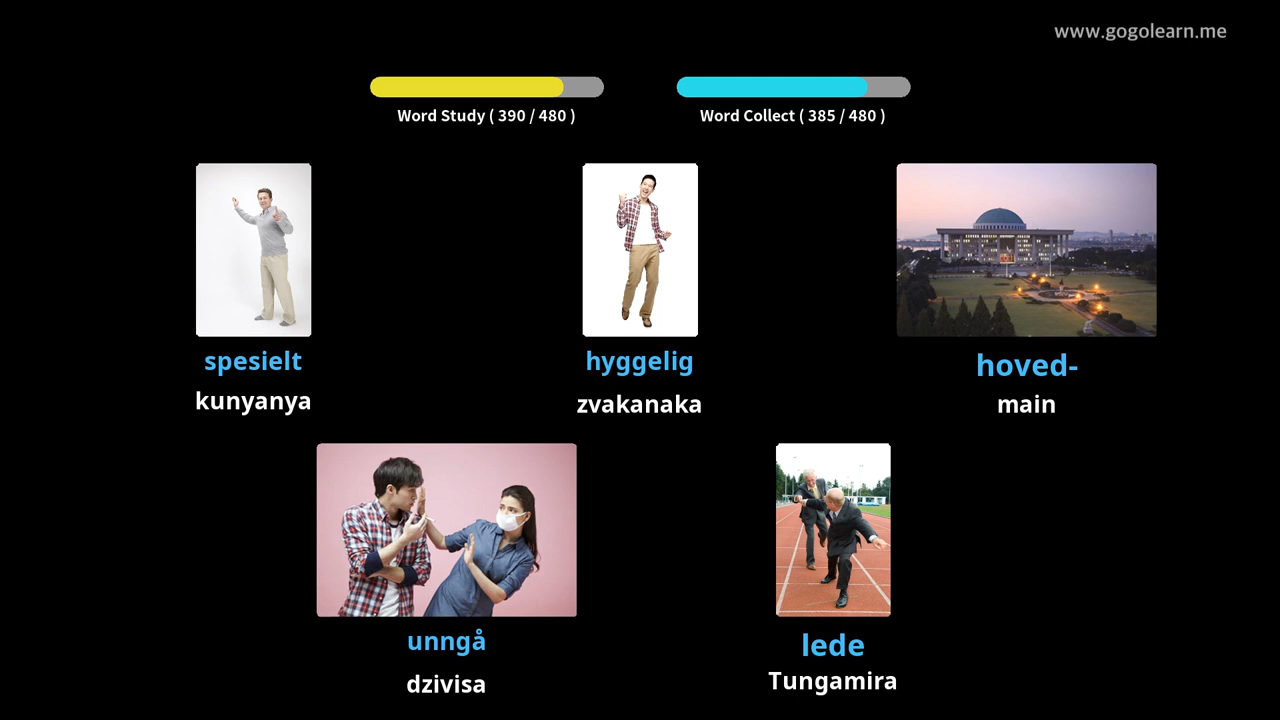 www.gogolearn.me
Word Study ( 390 / 480 )
Word Collect ( 385 / 480 )
spesielt
kunyanya
hyggelig
zvakanaka
hoved-
main
unngå
dzivisa
lede
Tungamira